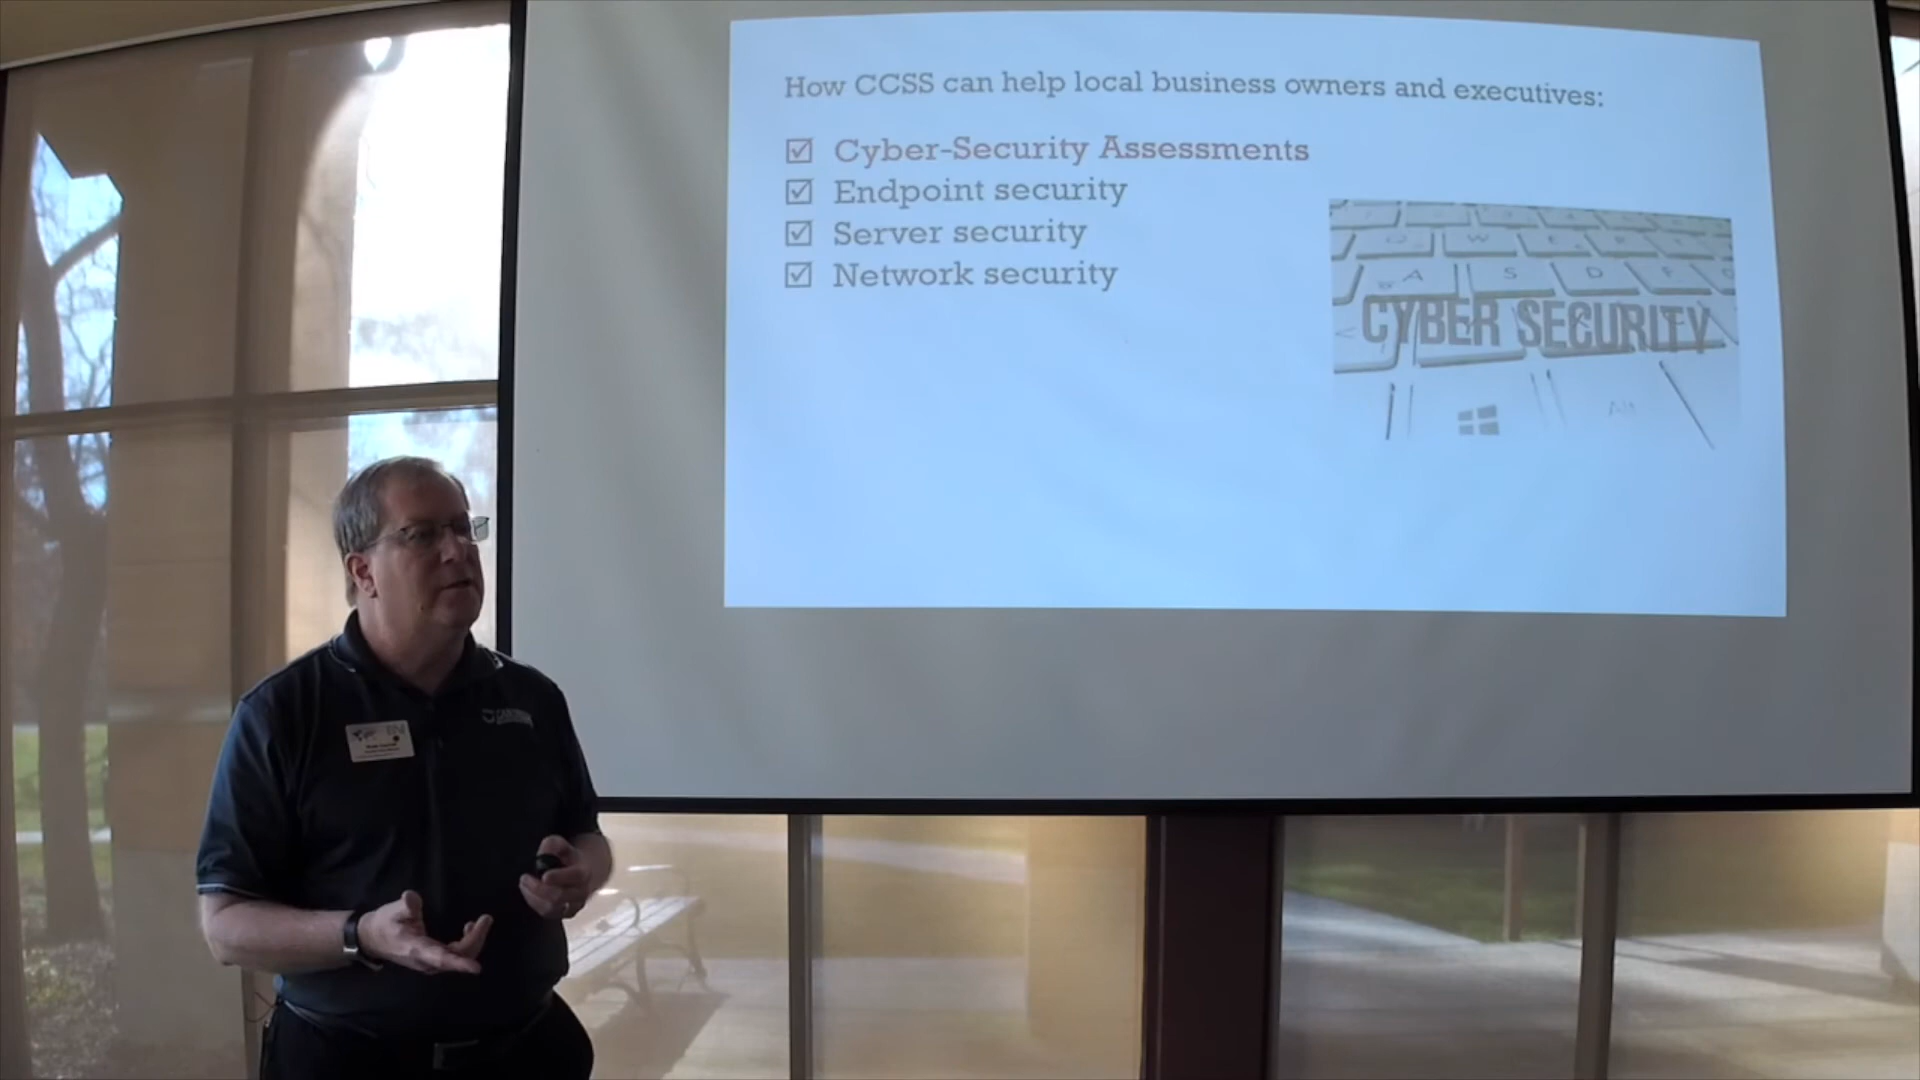 How CCSS can help local business owners and executives:
☑ Cyber-Security Assessments
☑ Endpoint security
☑ Server security
☑ Network security
Q W E R T
A S D F
CYBER SECURITY
Alt